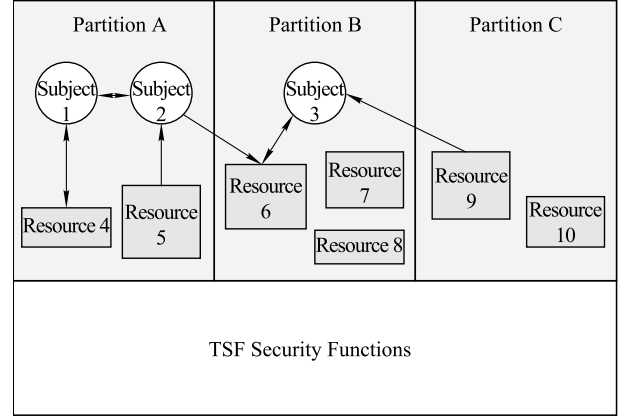 Partition A
Partition B
Partition C
Subject
1
Subject
2
Subject
3
Resource 4
Resource
5
Resource
6
Resource
7
Resource 8
Resource
9
Resource
10
TSF Security Functions